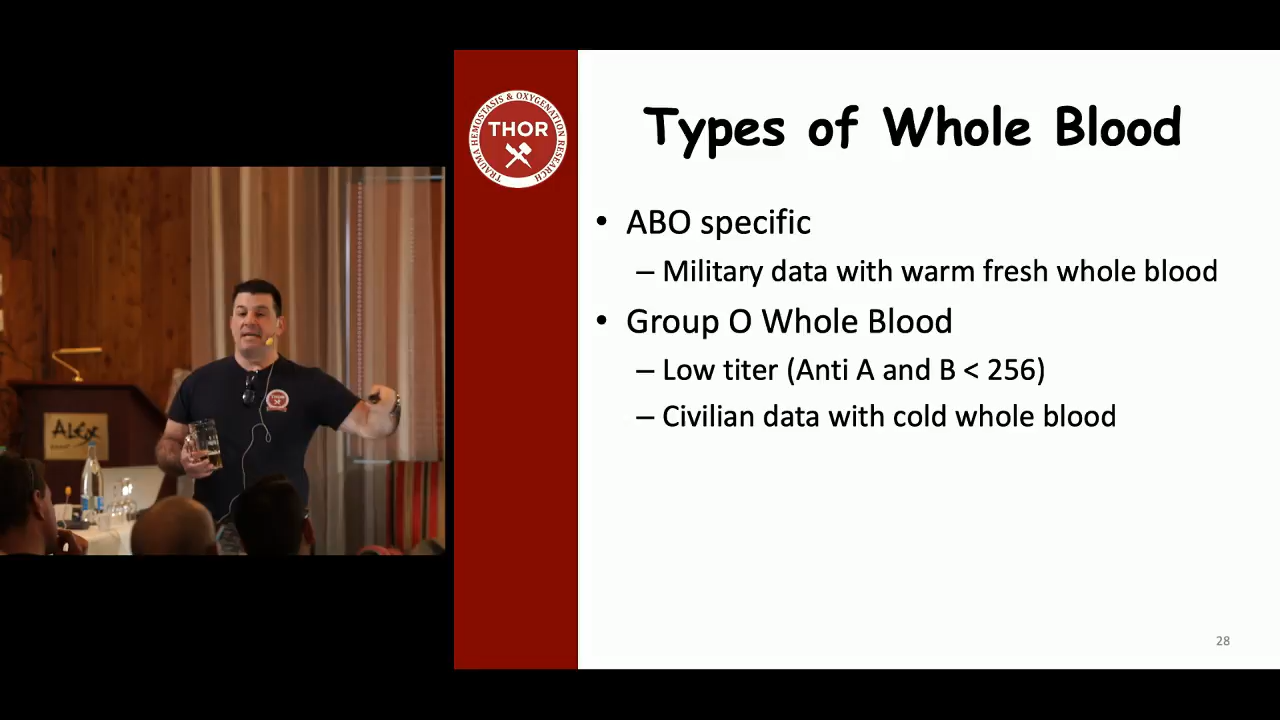 TRAUMA HEMOSTASIS & OXYGENATION RESEARCH
THOR
Types of Whole Blood
• ABO specific
– Military data with warm fresh whole blood
• Group O Whole Blood
– Low titer (Anti A and B < 256)
– Civilian data with cold whole blood
28
ALEX
THOR